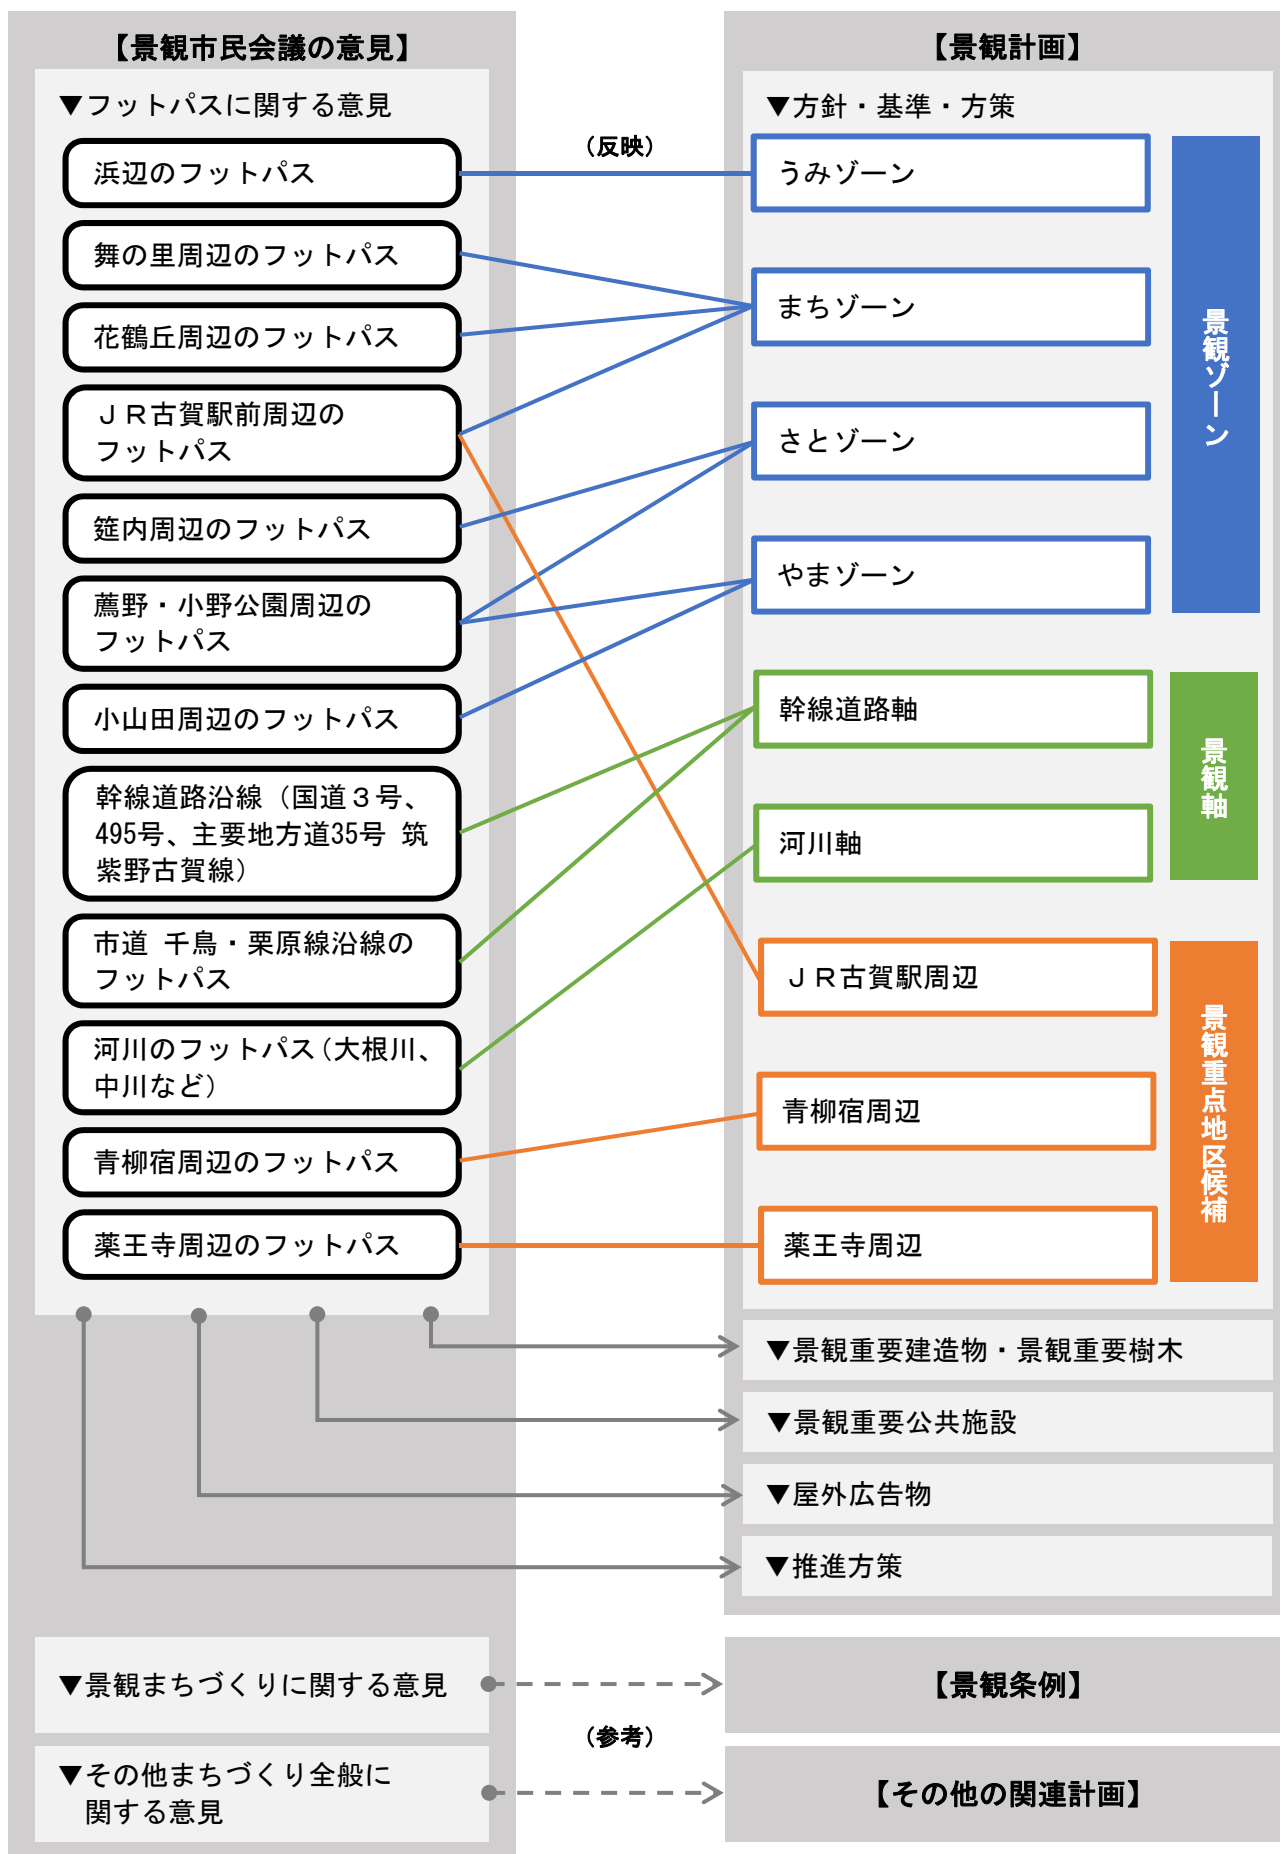 【景観市民会議の意見】
▼フットパスに関する意見
浜辺のフットパス
舞の里周辺のフットパス
花鶴丘周辺のフットパス
ＪＲ古賀駅前周辺の
フットパス
筵内周辺のフットパス
薦野・小野公園周辺の
フットパス
小山田周辺のフットパス
幹線道路沿線（国道３号、
495号、主要地方道35号 筑
紫野古賀線）
市道 千鳥・栗原線沿線の
フットパス
河川のフットパス（大根川、
中川など）
青柳宿周辺のフットパス
薬王寺周辺のフットパス
▼景観まちづくりに関する意見
▼その他まちづくり全般に
関する意見
（反映）
（参考）
【景観計画】
▼方針・基準・方策
うみゾーン
まちゾーン
さとゾーン
やまゾーン
景観ゾーン
幹線道路軸
河川軸
景観軸
ＪＲ古賀駅周辺
青柳宿周辺
薬王寺周辺
景観重点地区候補
▼景観重要建造物・景観重要樹木
▼景観重要公共施設
▼屋外広告物
▼推進方策
【景観条例】
【その他の関連計画】